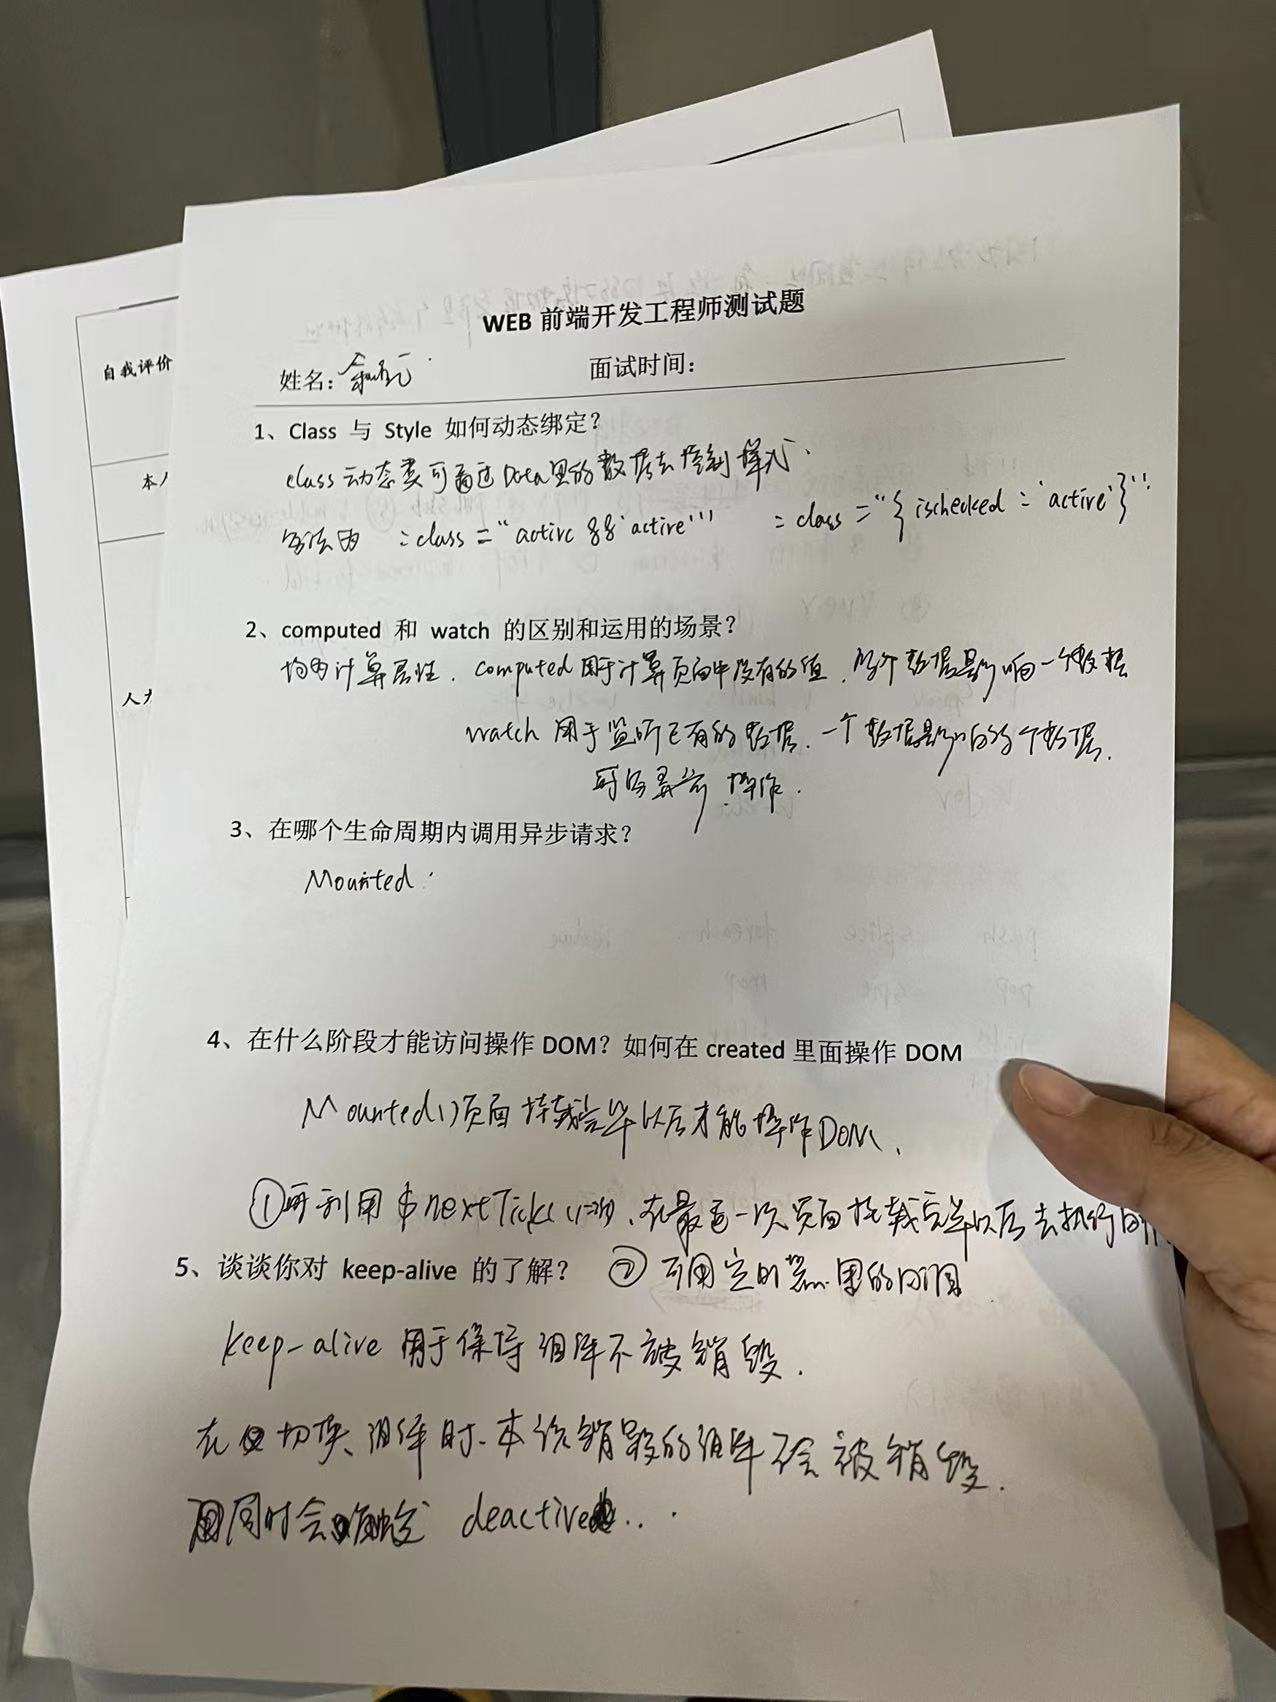 WEB 前端开发工程师测试题
姓名：
面试时间：
自我评价
本人
人力
1、Class 与 Style 如何动态绑定？
class 动态类可通过 Data 里的数据去控制样式.
写法为 :class="active && 'active'" :class="{ischecked: 'active'}"
2、computed 和 watch 的区别和运用的场景？
均为计算属性. computed 用于计算页面中没有的值. 多个数据影响一个数据
watch 用于监听已有的数据. 一个数据影响多个数据.
可以异步操作.
3、在哪个生命周期内调用异步请求？
Mounted.
4、在什么阶段才能访问操作 DOM？如何在 created 里面操作 DOM
Mounted()页面挂载完毕以后才能操作DOM、
①可利用 $nextTick(()=>{})、在最近一次页面挂载完毕以后去执行
5、谈谈你对 keep-alive 的了解？ ②可用定时器里的回调
keep-alive 用于保持组件不被销毁.
在切换组件时、本该销毁的组件不会被销毁.
同时会触发 deactive...